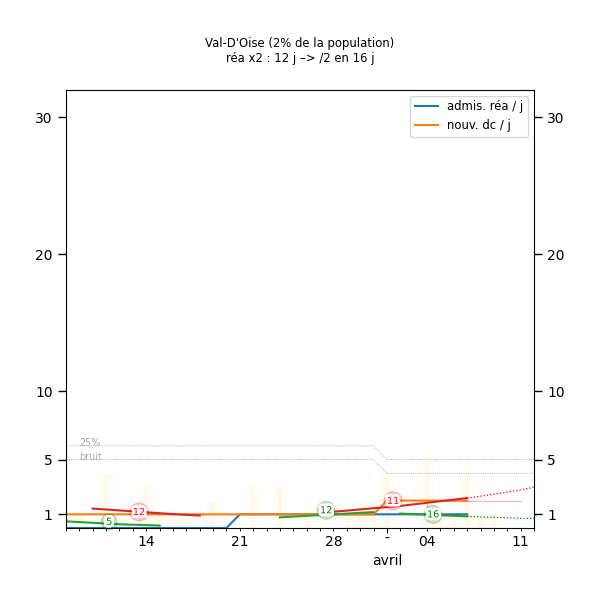 Val-D'Oise (2% de la population)
réa x2 : 12 j –> /2 en 16 j
admis. réa / j
nouv. dc / j
30 30
20 20
10 10
25%
bruit
5 5
1 1
5 12 12 11 16
14 21 28 - 04 11
avril